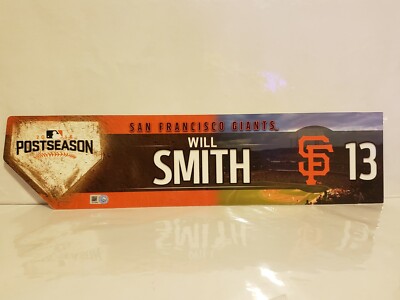 POSTSEASON
SAN FRANCISCO GIANTS
WILL
SMITH
SF
13